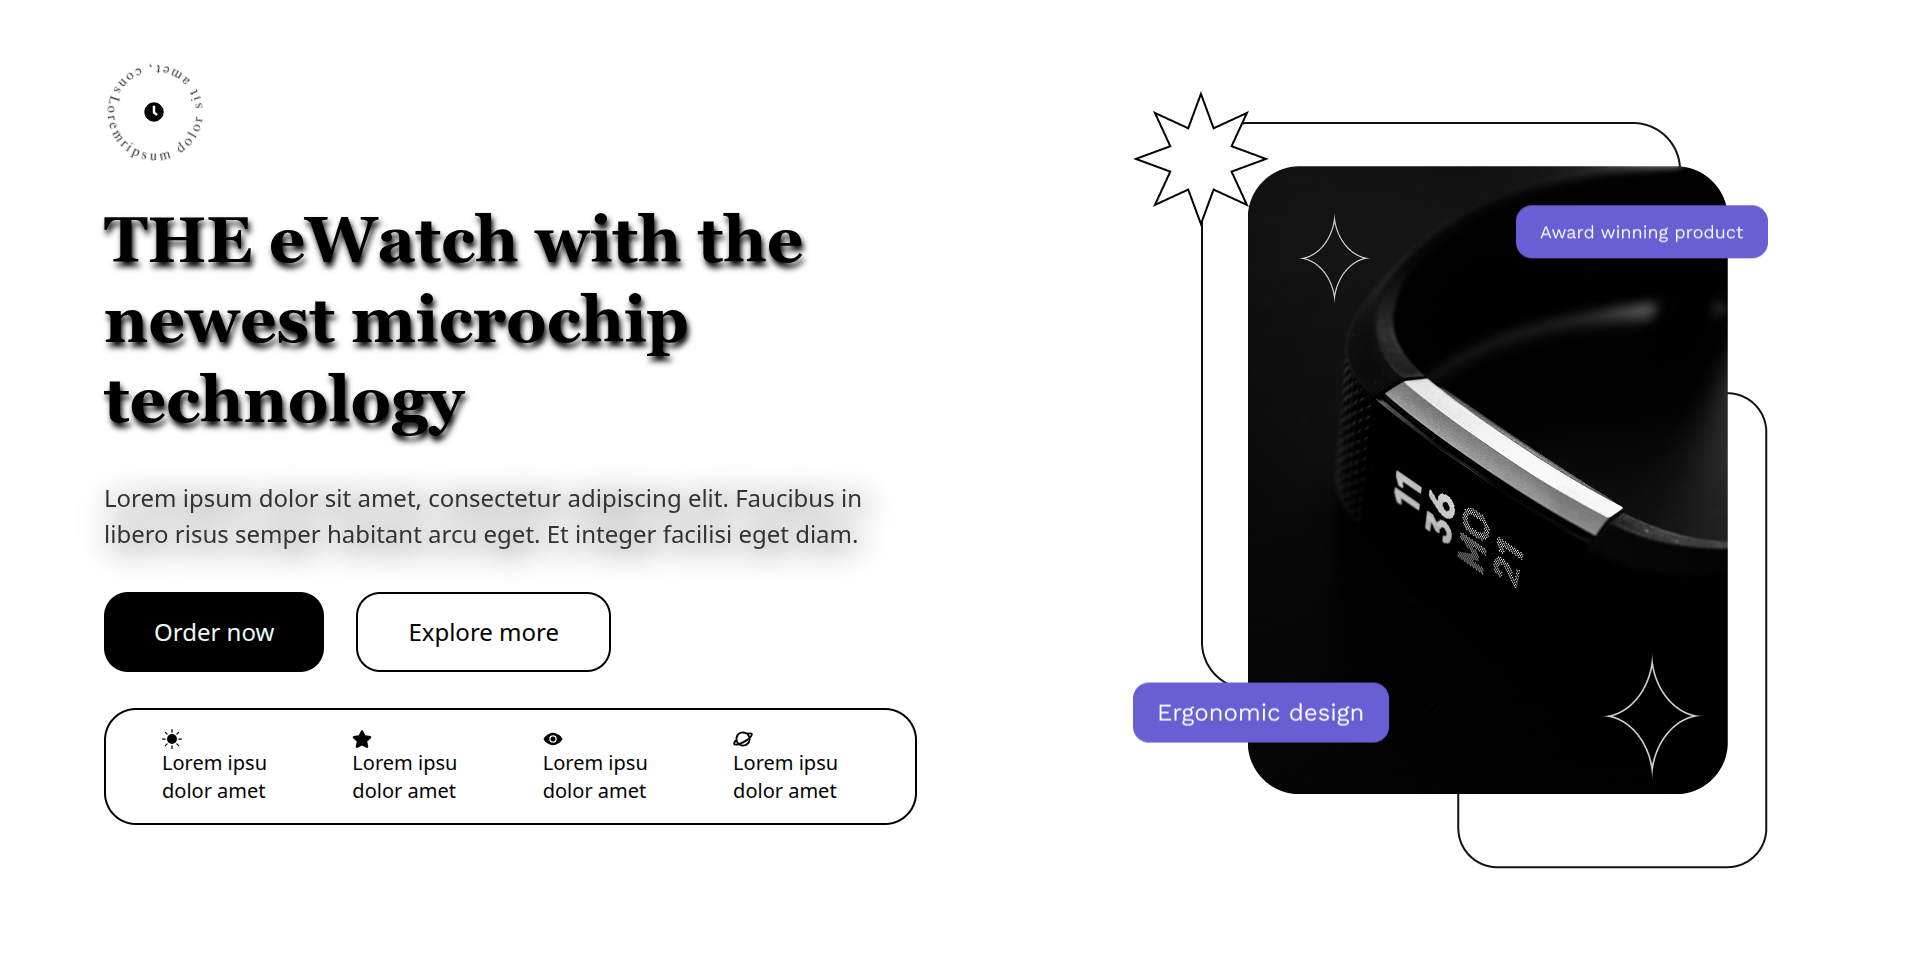 Loremripsum dolor sit amet, cons
THE eWatch with the
newest microchip
technology
Lorem ipsum dolor sit amet, consectetur adipiscing elit. Faucibus in
libero risus semper habitant arcu eget. Et integer facilisi eget diam.
Order now
Explore more
Lorem ipsu
dolor amet
Lorem ipsu
dolor amet
Lorem ipsu
dolor amet
Lorem ipsu
dolor amet
Award winning product
11
36
MO
21
Ergonomic design